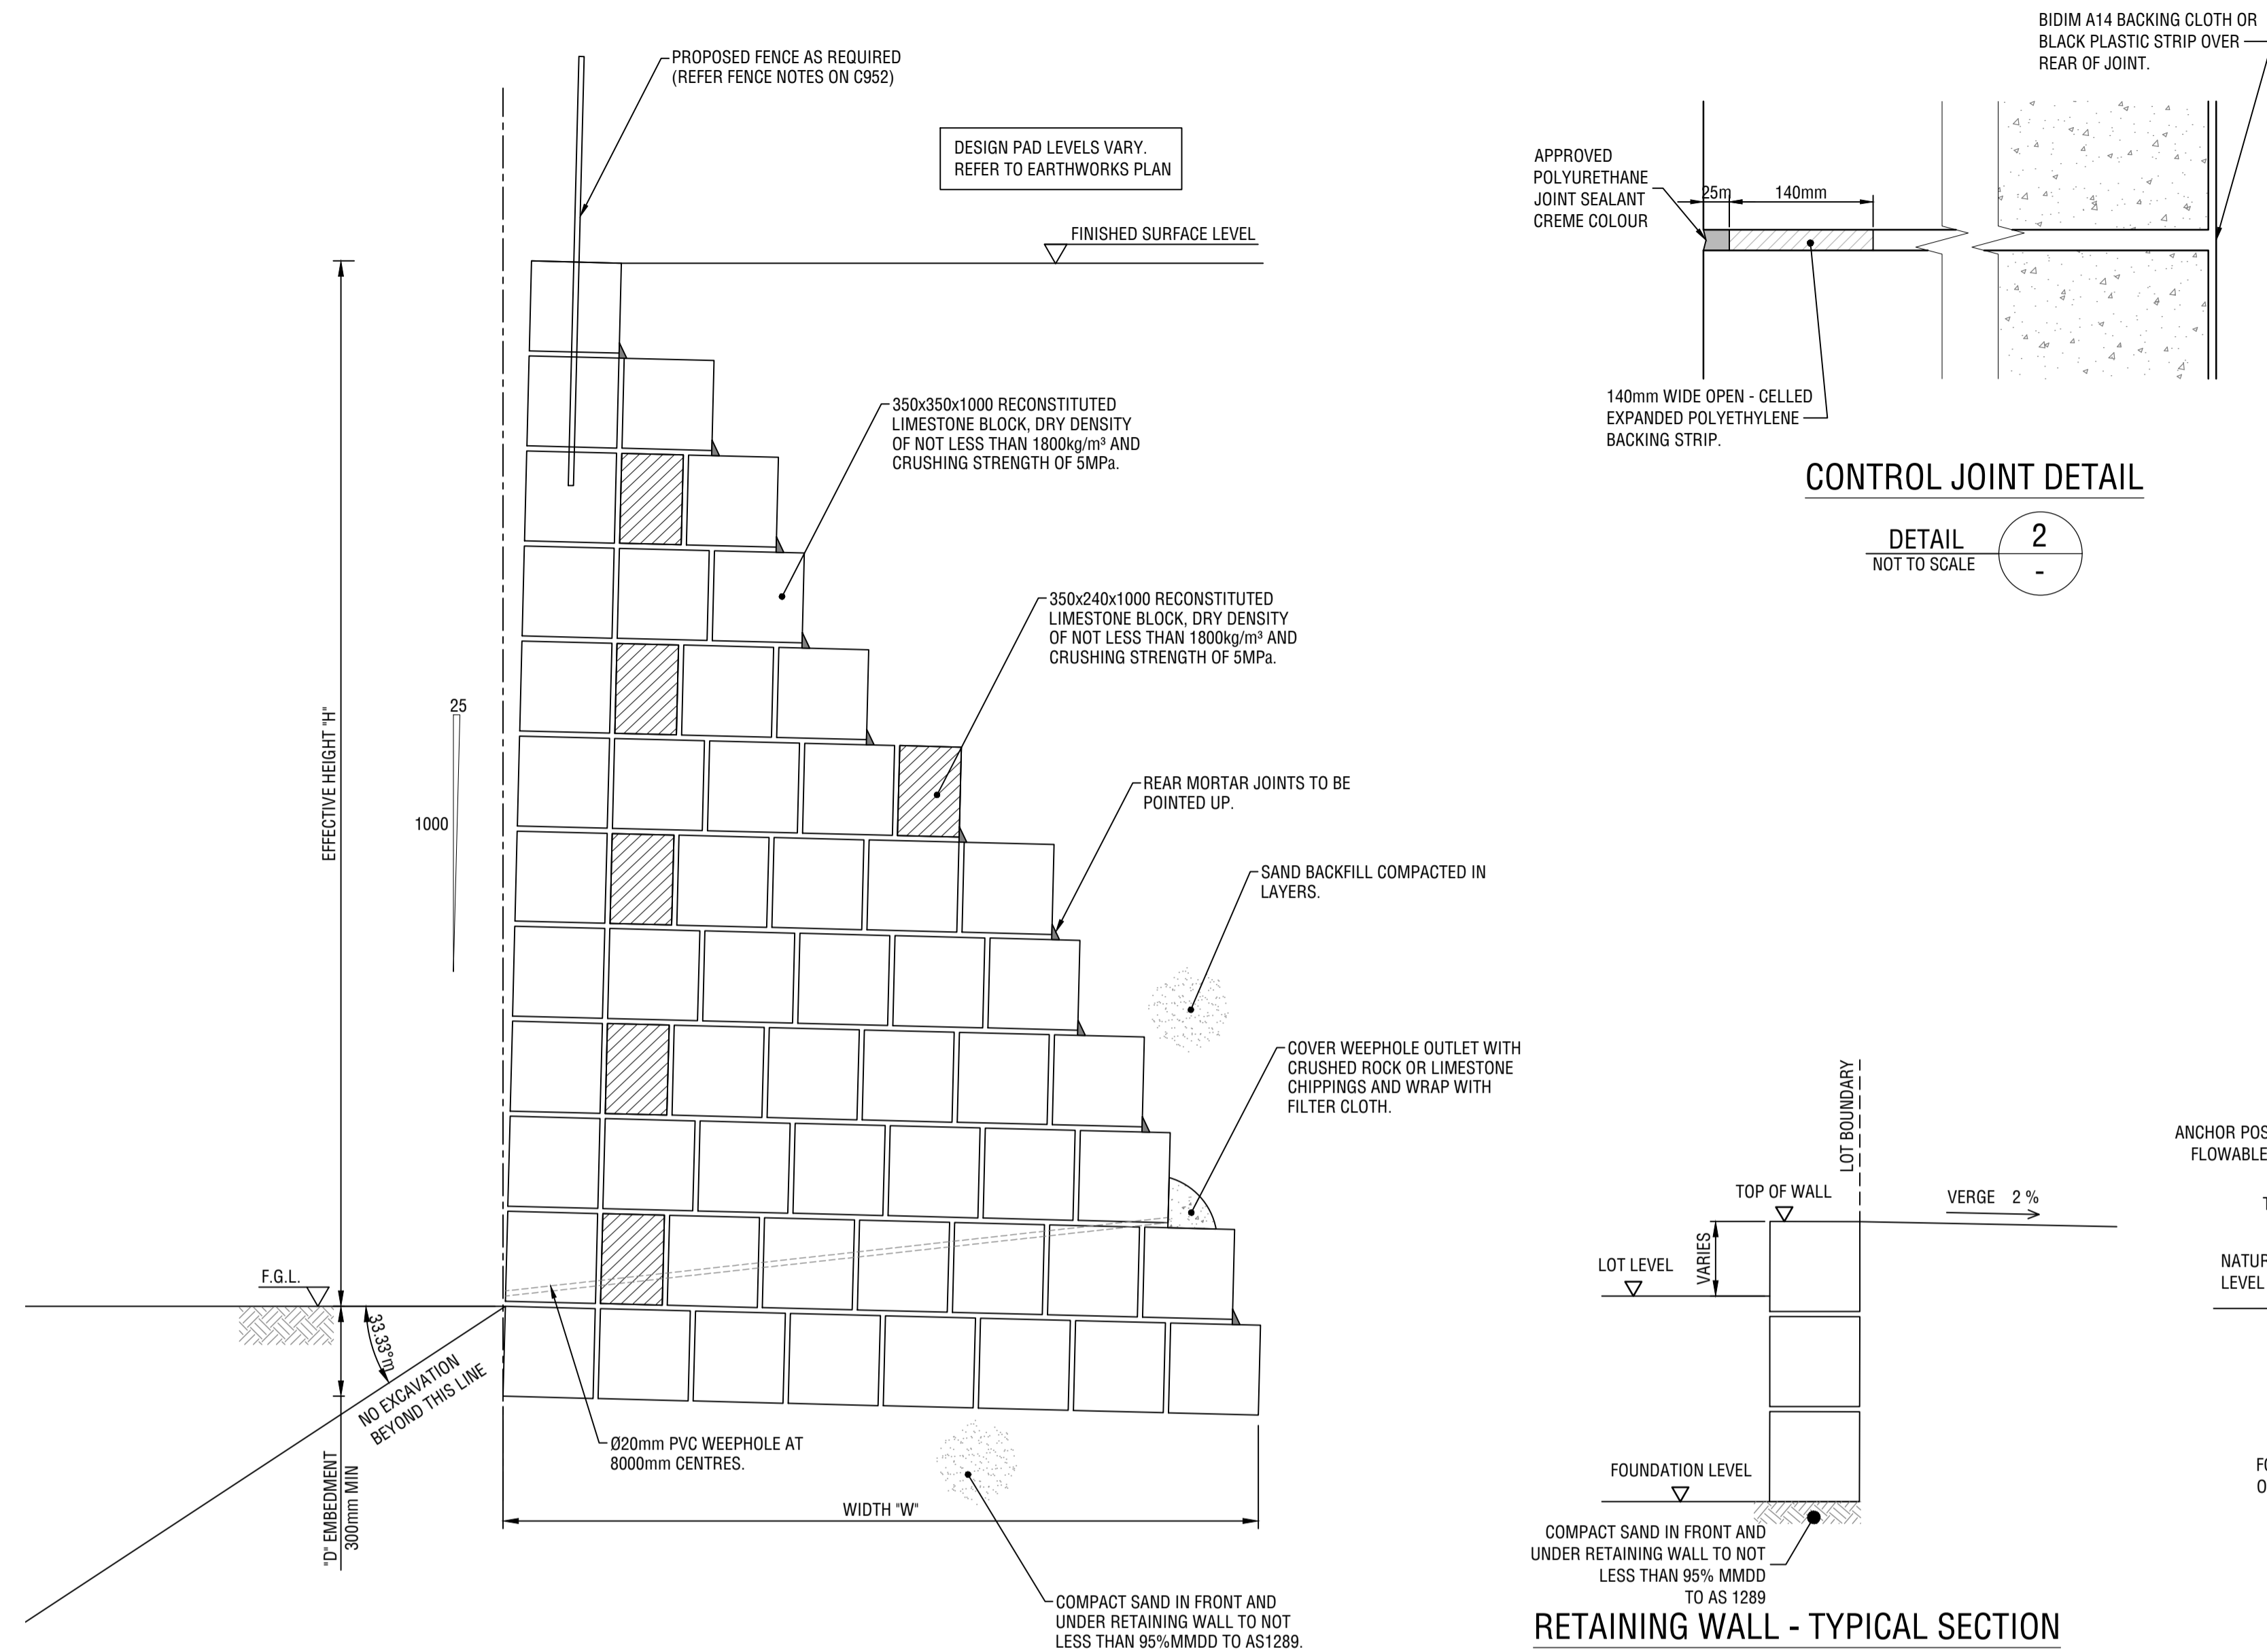 PROPOSED FENCE AS REQUIRED
(REFER FENCE NOTES ON C952)
DESIGN PAD LEVELS VARY.
REFER TO EARTHWORKS PLAN
FINISHED SURFACE LEVEL
350x350x1000 RECONSTITUTED
LIMESTONE BLOCK, DRY DENSITY
OF NOT LESS THAN 1800kg/m³ AND
CRUSHING STRENGTH OF 5MPa.
350x240x1000 RECONSTITUTED
LIMESTONE BLOCK, DRY DENSITY
OF NOT LESS THAN 1800kg/m³ AND
CRUSHING STRENGTH OF 5MPa.
EFFECTIVE HEIGHT "H"
25
1000
REAR MORTAR JOINTS TO BE
POINTED UP.
SAND BACKFILL COMPACTED IN
LAYERS.
COVER WEEPHOLE OUTLET WITH
CRUSHED ROCK OR LIMESTONE
CHIPPINGS AND WRAP WITH
FILTER CLOTH.
F.G.L.
33.33°m
NO EXCAVATION
BEYOND THIS LINE
"D" EMBEDMENT
300mm MIN
Ø20mm PVC WEEPHOLE AT
8000mm CENTRES.
WIDTH "W"
COMPACT SAND IN FRONT AND
UNDER RETAINING WALL TO NOT
LESS THAN 95%MMDD TO AS1289.
BIDIM A14 BACKING CLOTH OR
BLACK PLASTIC STRIP OVER
REAR OF JOINT.
APPROVED
POLYURETHANE
JOINT SEALANT
CREME COLOUR
25m
140mm
140mm WIDE OPEN - CELLED
EXPANDED POLYETHYLENE
BACKING STRIP.
CONTROL JOINT DETAIL
DETAIL
NOT TO SCALE
2
-
LOT BOUNDARY
TOP OF WALL
VERGE 2 %
VARIES
LOT LEVEL
FOUNDATION LEVEL
COMPACT SAND IN FRONT AND
UNDER RETAINING WALL TO NOT
LESS THAN 95% MMDD
TO AS 1289
RETAINING WALL - TYPICAL SECTION
ANCHOR POS
FLOWABLE
NATUR
LEVEL